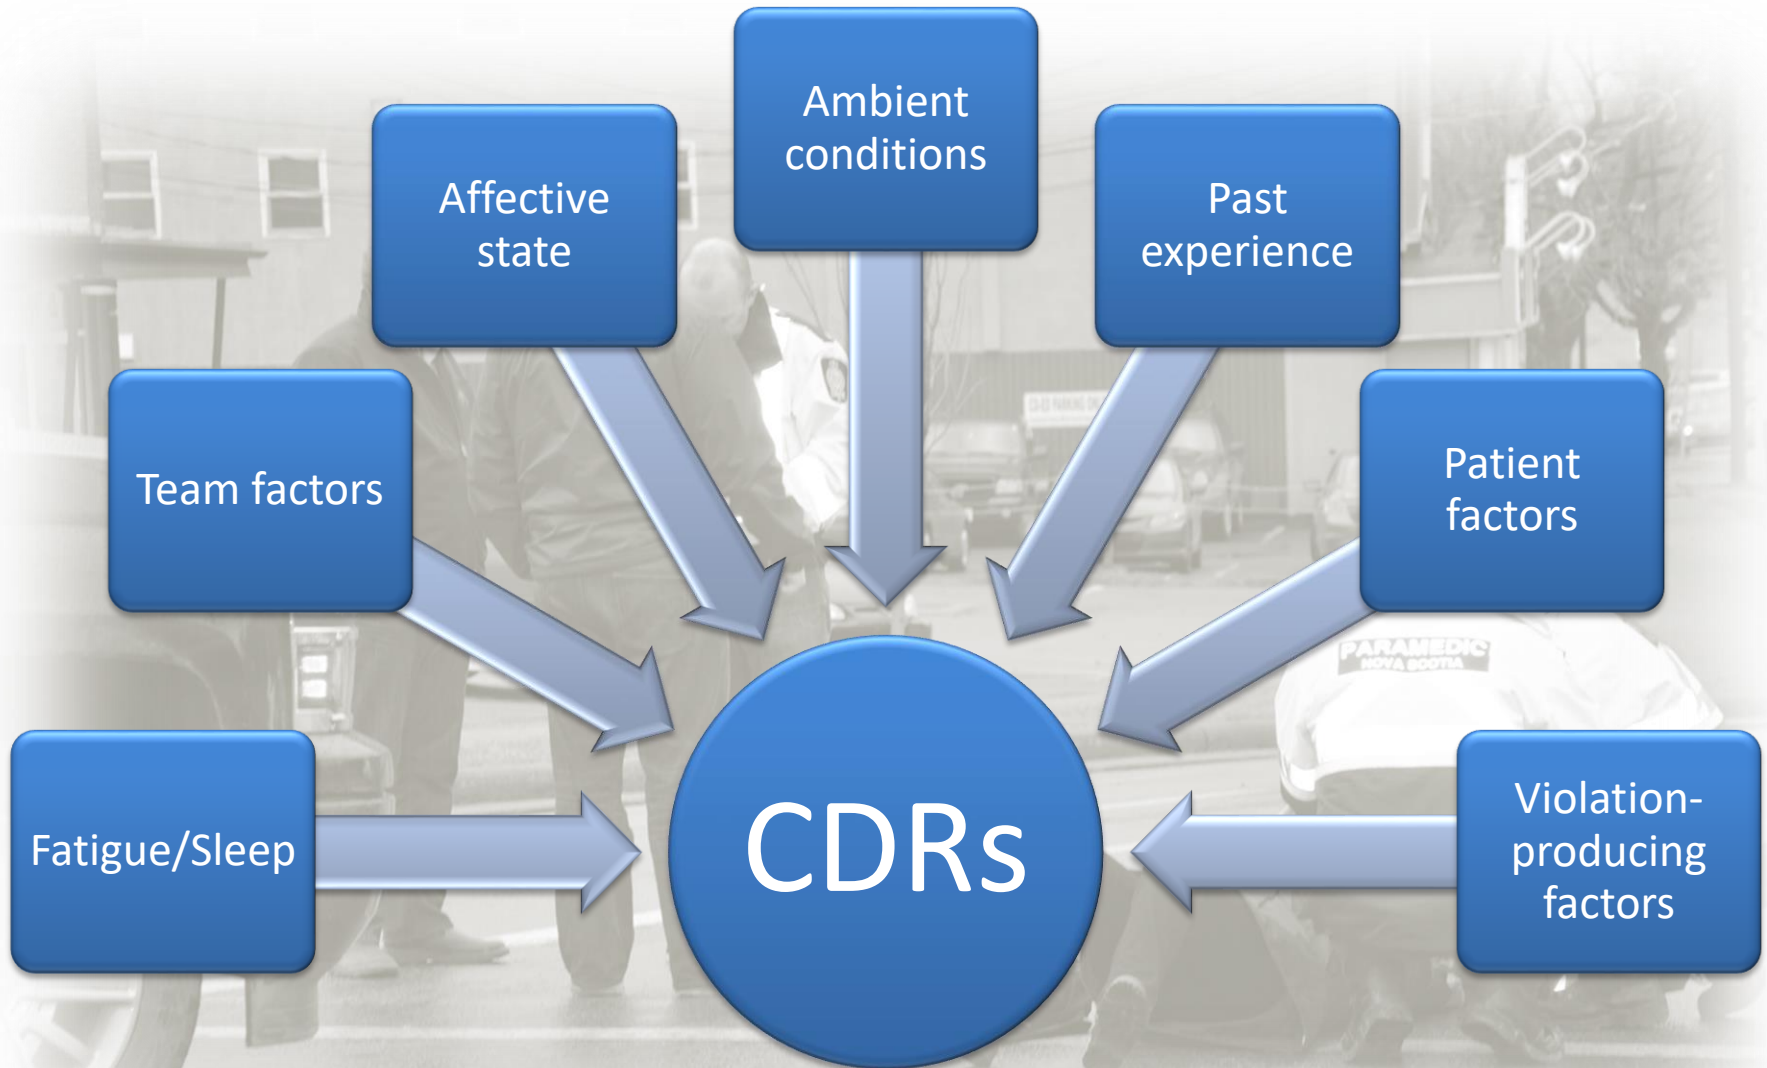 Ambient
conditions
Affective
state
Past
experience
Team factors
Patient
factors
Fatigue/Sleep
Violation-
producing
factors
CDRs
PARAMEDIC
NOVA SCOTIA